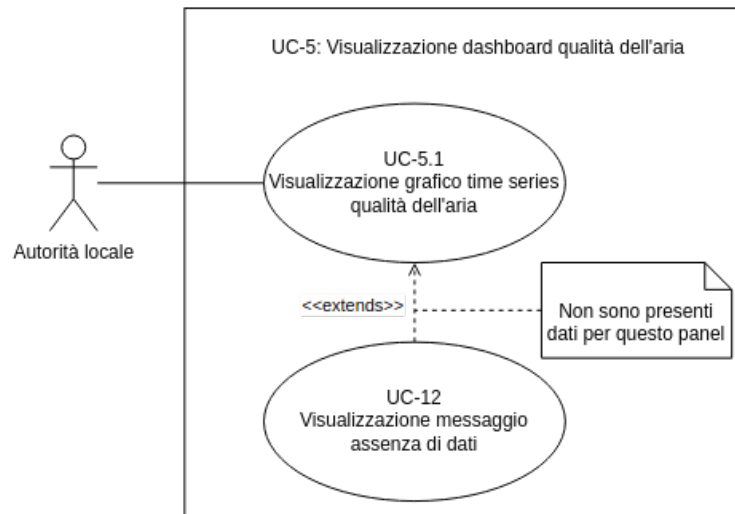 UC-5: Visualizzazione dashboard qualità dell'aria
UC-5.1
Visualizzazione grafico time series
qualità dell'aria
Autorità locale
<<extends>>
Non sono presenti
dati per questo panel
UC-12
Visualizzazione messaggio
assenza di dati